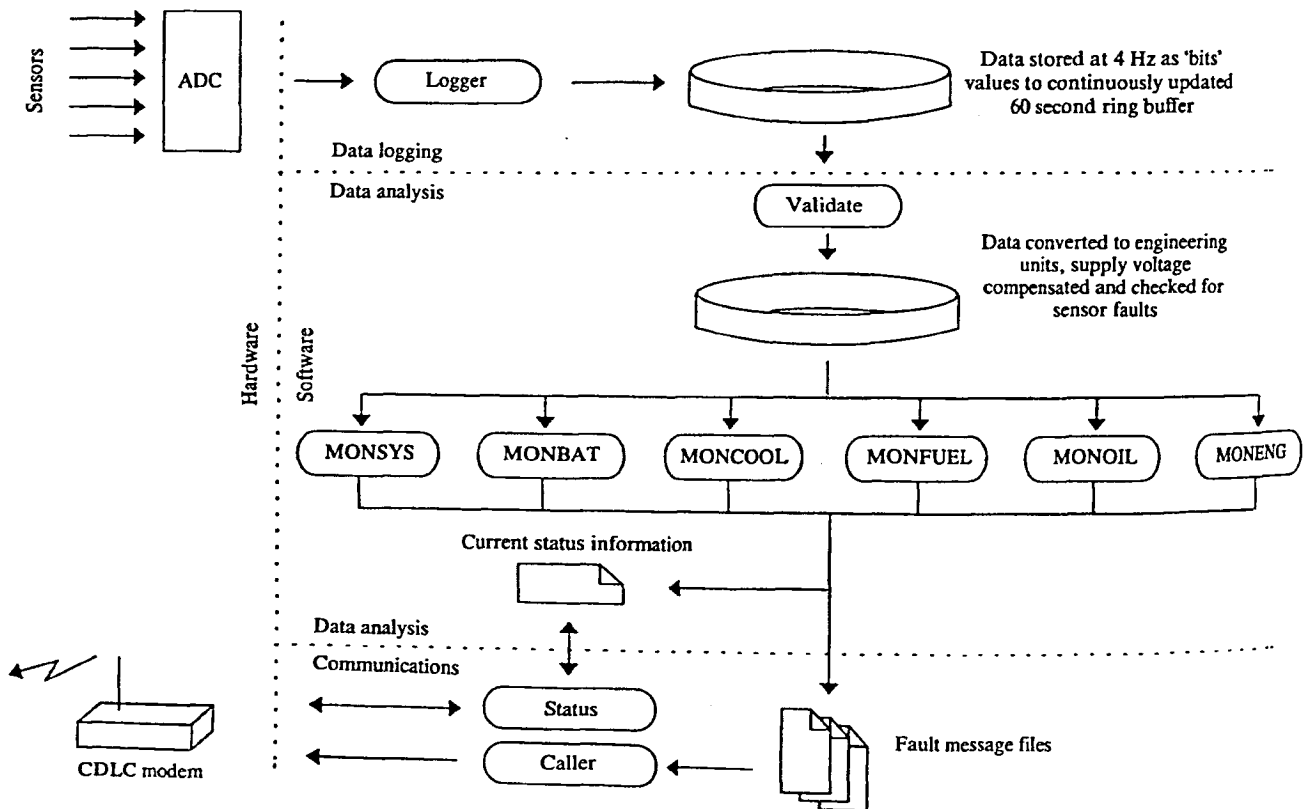 Sensors
ADC
Logger
Data stored at 4 Hz as 'bits'
values to continuously updated
60 second ring buffer
Data logging
Data analysis
Validate
Data converted to engineering
units, supply voltage
compensated and checked for
sensor faults
Hardware
Software
MONSYS
MONBAT
MONCOOL
MONFUEL
MONOIL
MONENG
Current status information
Data analysis
Communications
Status
Caller
Fault message files
CDLC modem